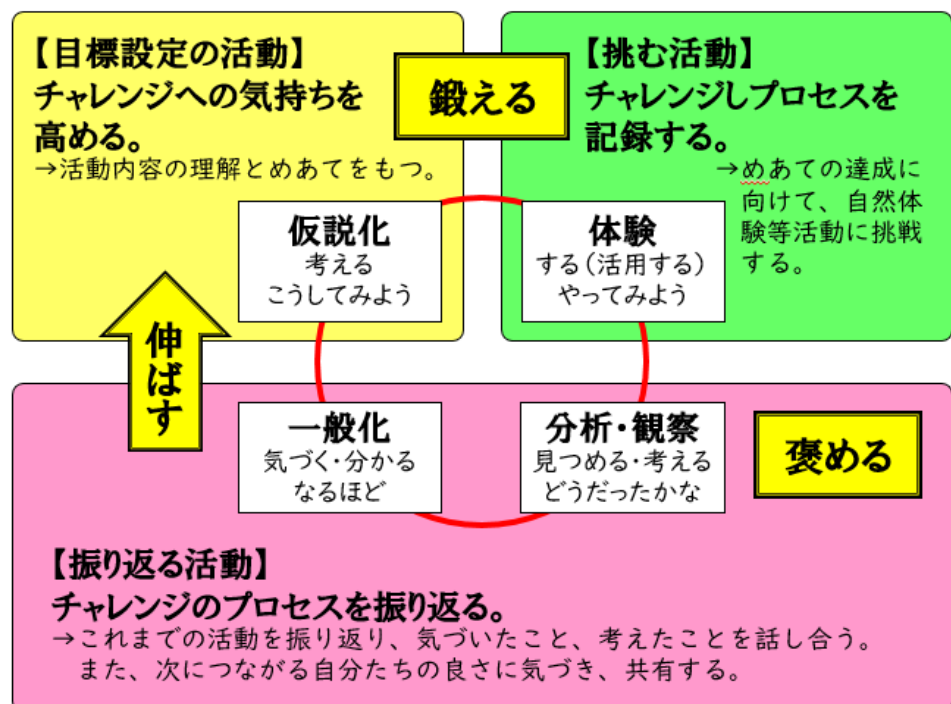 【目標設定の活動】
チャレンジへの気持ちを
高める。
→活動内容の理解とめあてをもつ。
鍛える
【挑む活動】
チャレンジしプロセスを
記録する。
→めあての達成に
向けて、自然体
験等活動に挑戦
する。
仮説化
考える
こうしてみよう
体験
する(活用する)
やってみよう
伸ばす
一般化
気づく・分かる
なるほど
分析・観察
見つめる・考える
どうだったかな
褒める
【振り返る活動】
チャレンジのプロセスを振り返る。
→これまでの活動を振り返り、気づいたこと、考えたことを話し合う。
また、次につながる自分たちの良さに気づき、共有する。